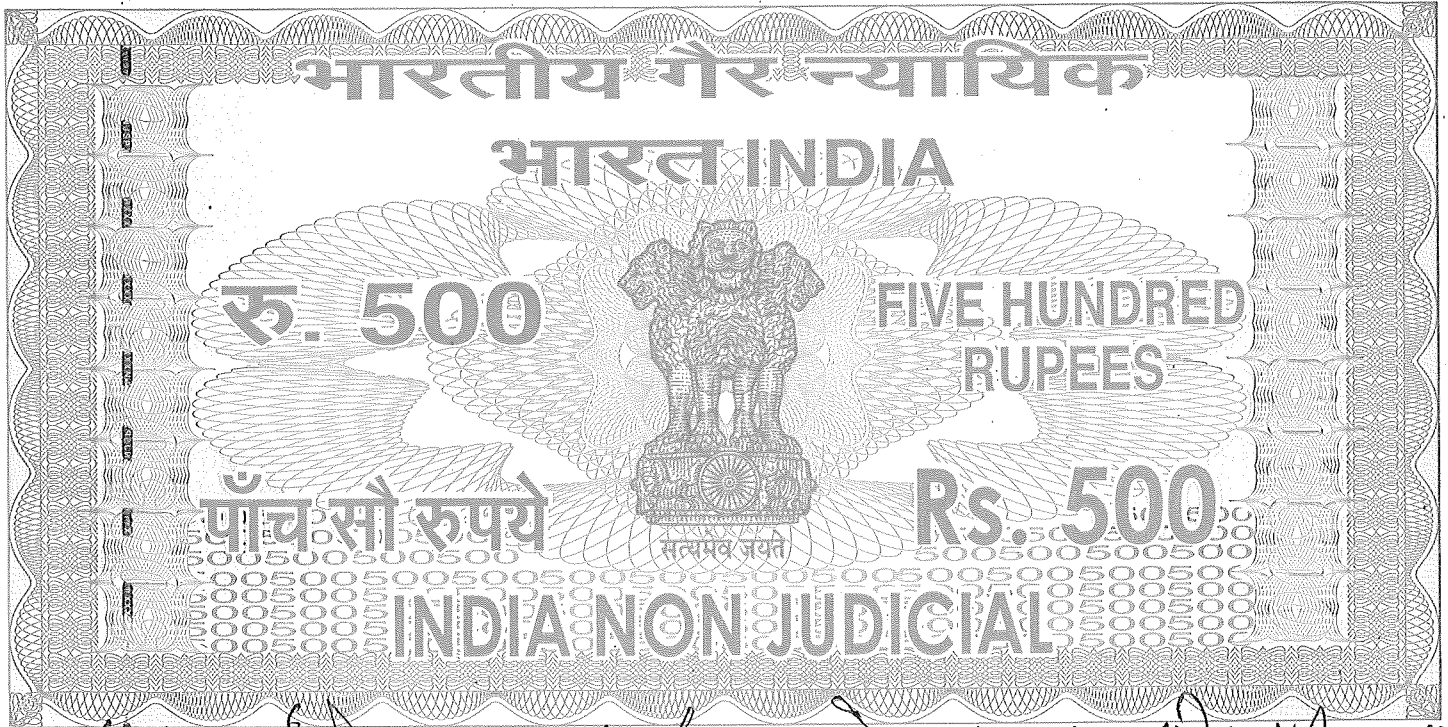 भारतीय गैर न्यायिक
भारत INDIA
रु. 500
FIVE HUNDRED
RUPEES
पाँच सौ रुपये
Rs. 500
सत्यमेव जयते
INDIA NON JUDICIAL